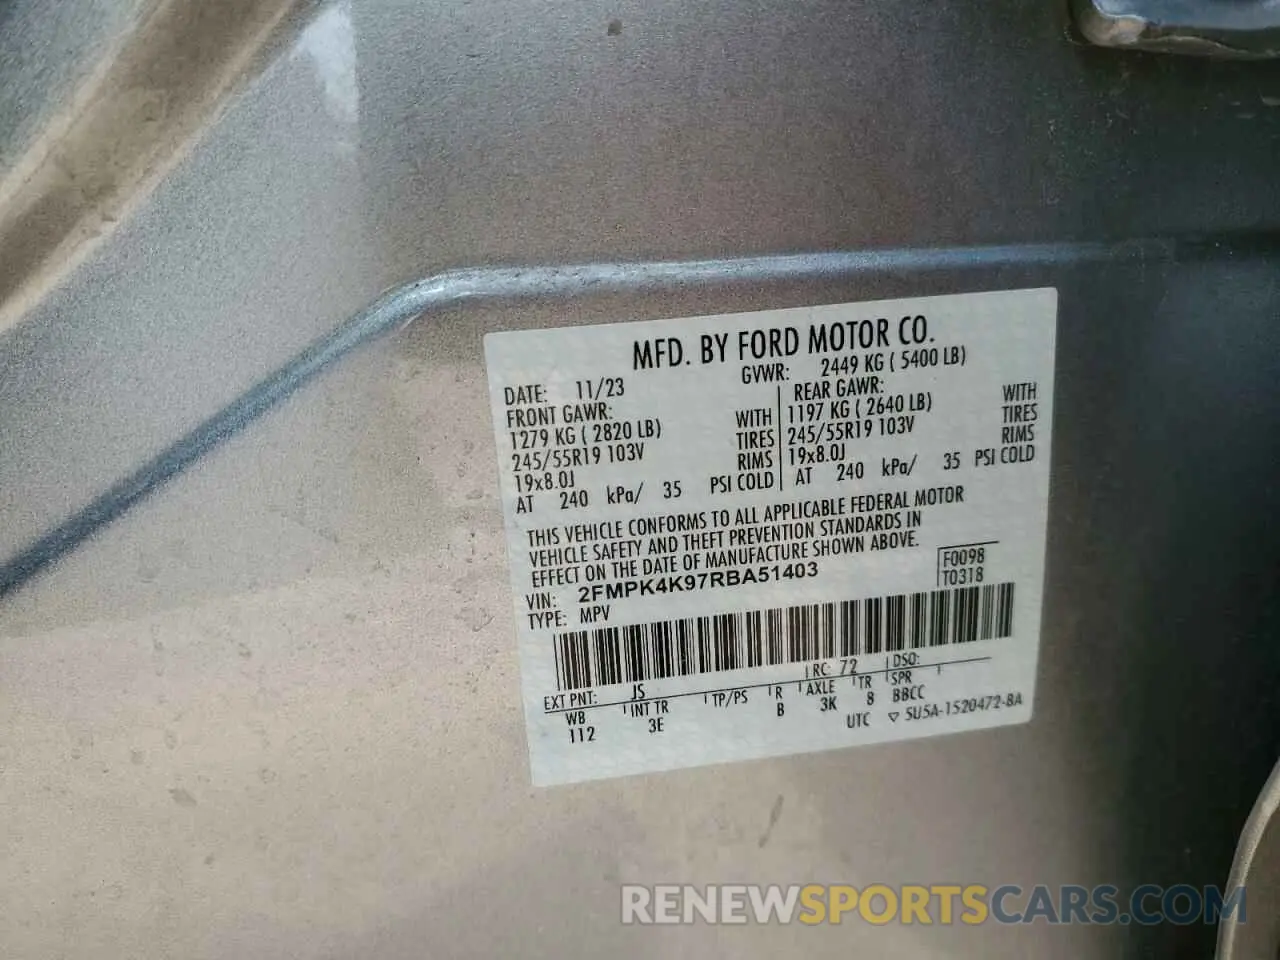 MFD. BY FORD MOTOR CO.
DATE: 11/23 GVWR: 2449 KG ( 5400 LB)
FRONT GAWR: REAR GAWR:
1279 KG ( 2820 LB) WITH 1197 KG ( 2640 LB) WITH
245/55R19 103V TIRES 245/55R19 103V TIRES
19x8.0J RIMS 19x8.0J RIMS
AT 240 kPa/ 35 PSI COLD AT 240 kPa/ 35 PSI COLD
THIS VEHICLE CONFORMS TO ALL APPLICABLE FEDERAL MOTOR
VEHICLE SAFETY AND THEFT PREVENTION STANDARDS IN
EFFECT ON THE DATE OF MANUFACTURE SHOWN ABOVE.
F0098
VIN: 2FMPK4K97RBA51403 T0318
TYPE: MPV
EXT PNT: JS RC: 72 DSO:
WB INT TR TP/PS R AXLE TR SPR
112 3E B 3K 8 BBCC
UTC ▽ 5U5A-1520472-BA
RENEWSPORTSCARS.COM